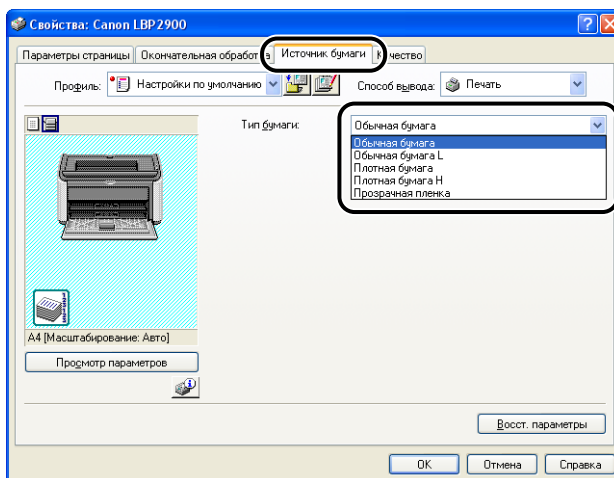 Свойства: Canon LBP2900
Параметры страницы Окончательная обработка Источник бумаги Качество
Профиль: Настройки по умолчанию Способ вывода: Печать
Тип бумаги: Обычная бумага
Обычная бумага
Обычная бумага L
Плотная бумага
Плотная бумага H
Прозрачная пленка
A4 [Масштабирование: Авто]
Просмотр параметров
Восст. параметры
OK Отмена Справка